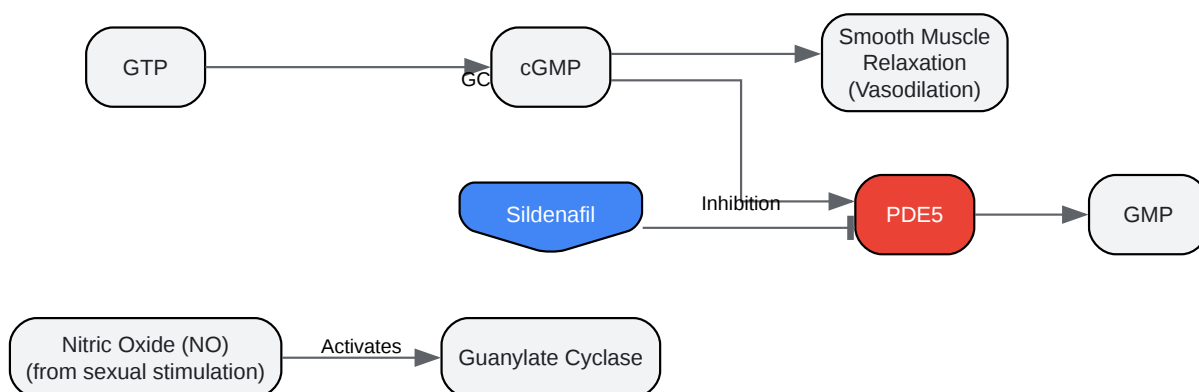 GTP
GC
cGMP
Smooth Muscle
Relaxation
(Vasodilation)
Sildenafil
Inhibition
PDE5
GMP
Nitric Oxide (NO)
(from sexual stimulation)
Activates
Guanylate Cyclase